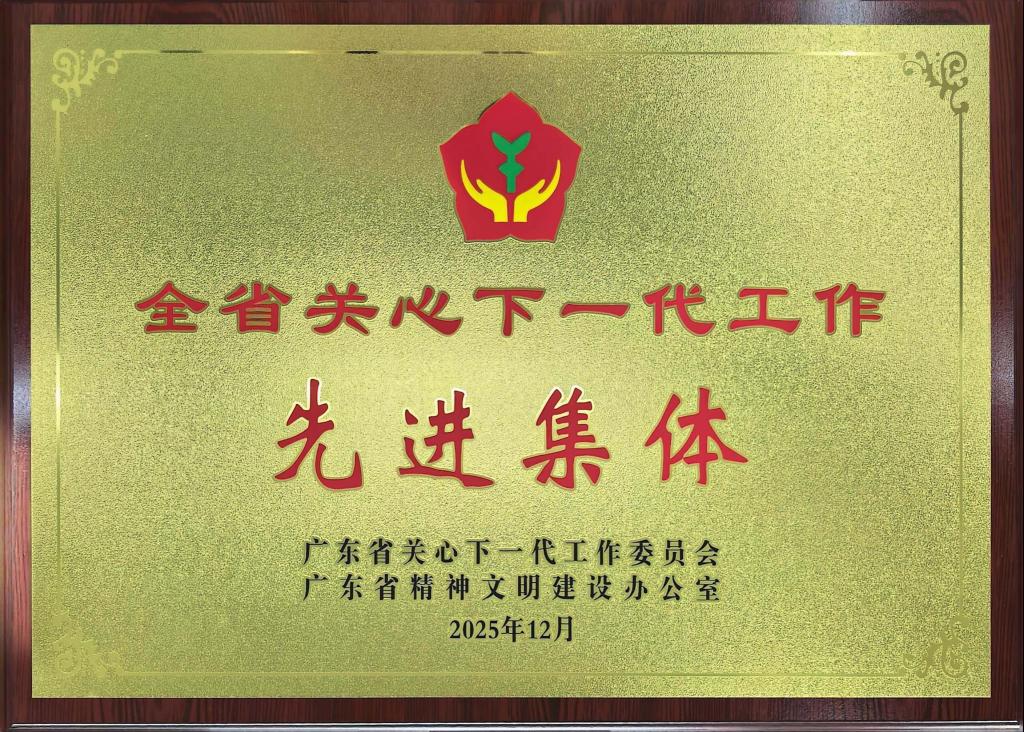 全省关心下一代工作
先进集体
广东省关心下一代工作委员会
广东省精神文明建设办公室
2025年12月